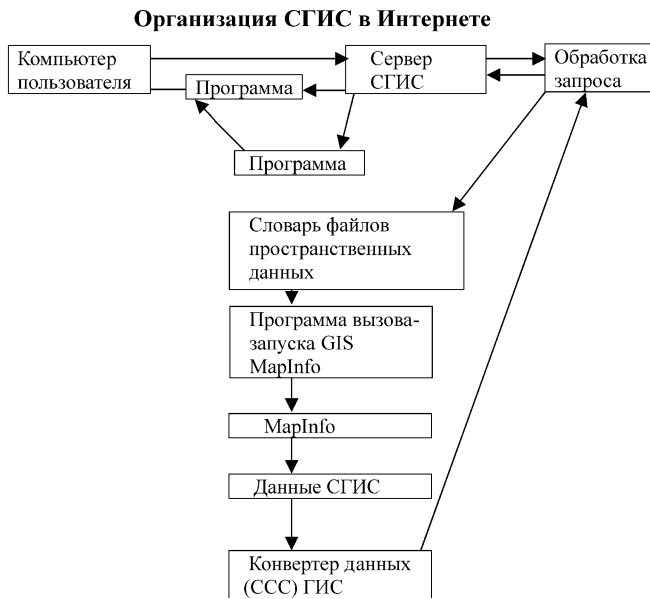 Организация СГИС в Интернете
Компьютер
пользователя
Программа
Сервер
СГИС
Обработка
запроса
Программа
Словарь файлов
пространственных
данных
Программа вызова-
запуска GIS
MapInfo
MapInfo
Данные СГИС
Конвертер данных
(ССС) ГИС